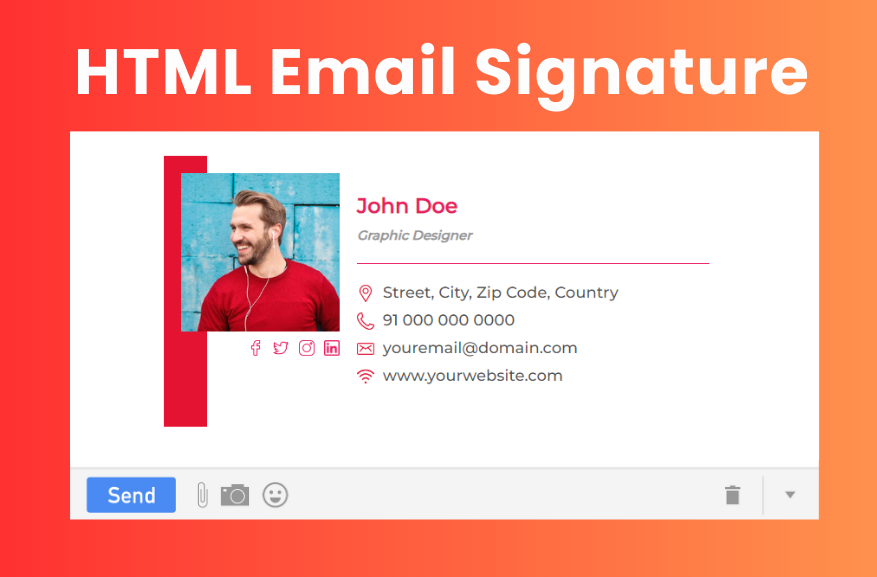 HTML Email Signature
John Doe
Graphic Designer
Street, City, Zip Code, Country
91 000 000 0000
youremail@domain.com
www.yourwebsite.com
Send